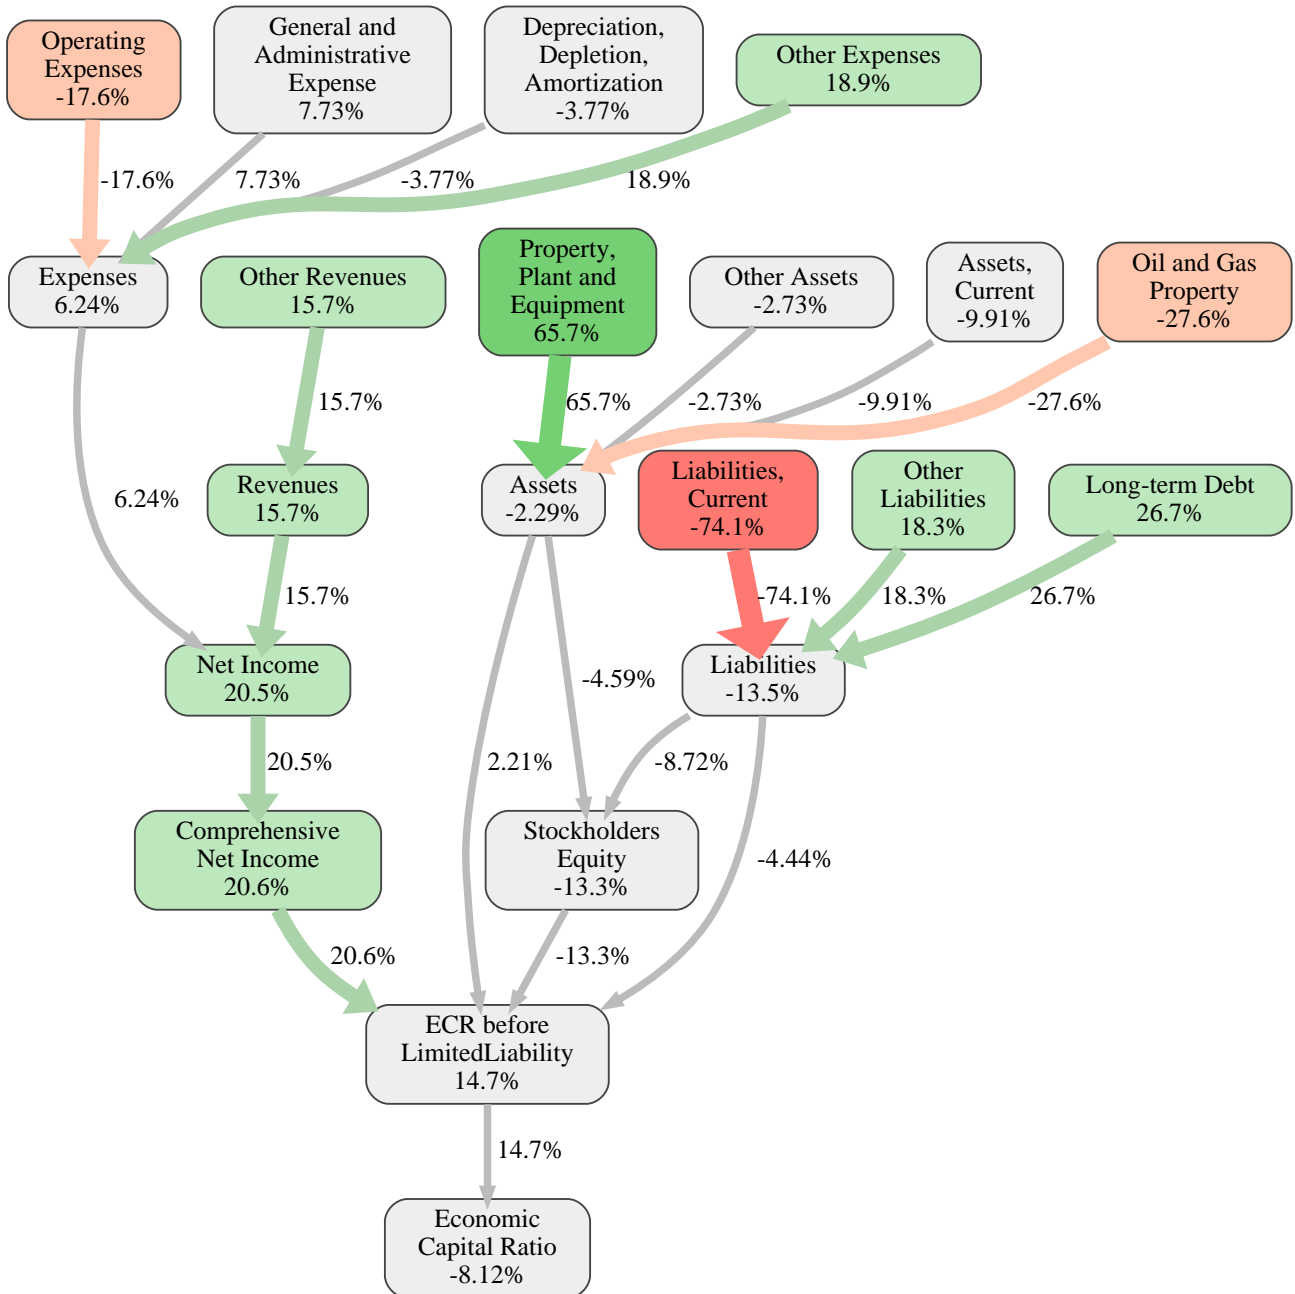 Operating
Expenses
-17.6%
General and
Administrative
Expense
7.73%
Depreciation,
Depletion,
Amortization
-3.77%
Other Expenses
18.9%
-17.6%
7.73%
-3.77%
18.9%
Expenses
6.24%
Other Revenues
15.7%
Property,
Plant and
Equipment
65.7%
Other Assets
-2.73%
Assets,
Current
-9.91%
Oil and Gas
Property
-27.6%
15.7%
65.7%
-2.73%
-9.91%
-27.6%
6.24%
Revenues
15.7%
Assets
-2.29%
Liabilities,
Current
-74.1%
Other
Liabilities
18.3%
Long-term Debt
26.7%
15.7%
-74.1%
18.3%
26.7%
Net Income
20.5%
-4.59%
Liabilities
-13.5%
20.5%
2.21%
-8.72%
Comprehensive
Net Income
20.6%
Stockholders
Equity
-13.3%
-4.44%
20.6%
-13.3%
ECR before
LimitedLiability
14.7%
14.7%
Economic
Capital Ratio
-8.12%